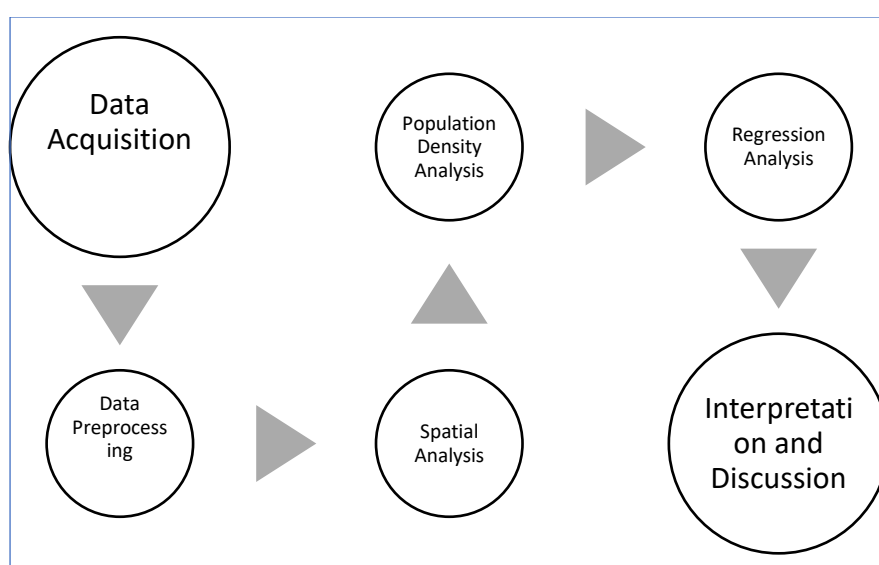 Data
Acquisition
Data
Preprocess
ing
Spatial
Analysis
Population
Density
Analysis
Regression
Analysis
Interpretati
on and
Discussion